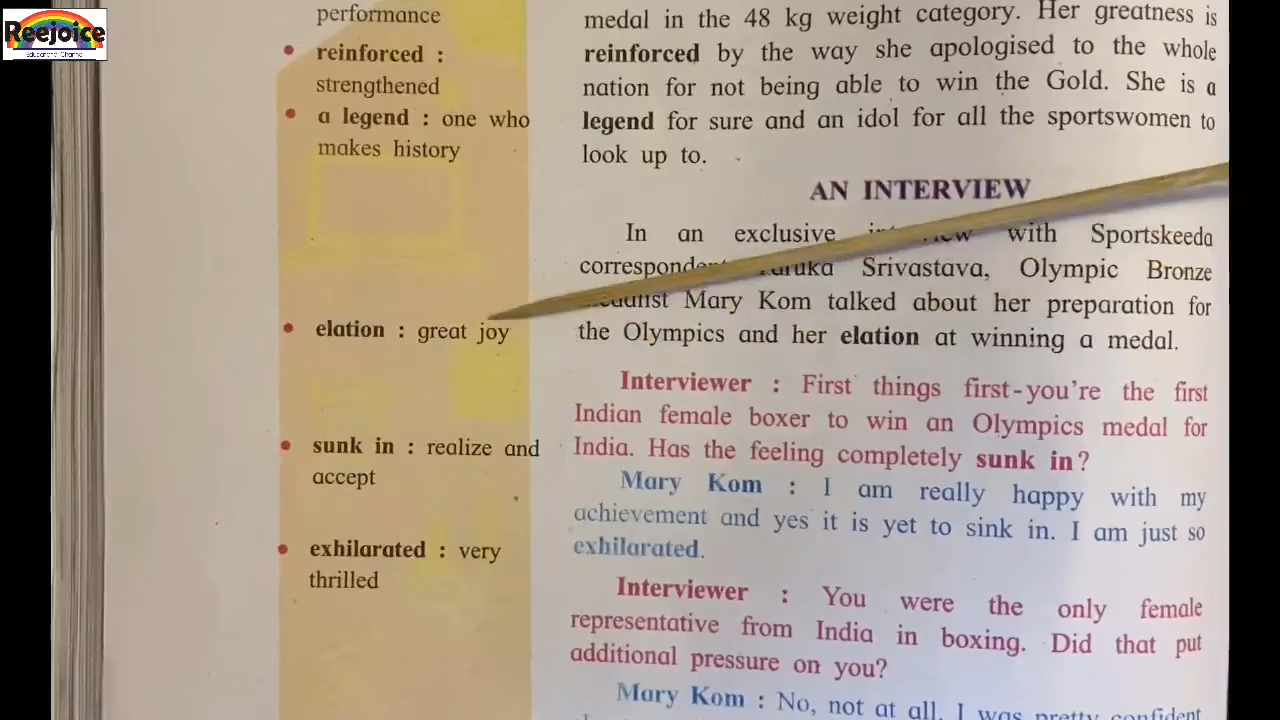 Reejoice
Educational Channel
performance
• reinforced :
strengthened
• a legend : one who
makes history
• elation : great joy
• sunk in : realize and
accept
• exhilarated : very
thrilled
medal in the 48 kg weight category. Her greatness is
reinforced by the way she apologised to the whole
nation for not being able to win the Gold. She is a
legend for sure and an idol for all the sportswomen to
look up to.
AN INTERVIEW
In an exclusive with Sportskeeda
Srivastava, Olympic Bronze
Mary Kom talked about her preparation for
the Olympics and her elation at winning a medal.
Interviewer : First things first-you're the first
Indian female boxer to win an Olympics medal for
India. Has the feeling completely sunk in?
Mary Kom : I am really happy with my
achievement and yes it is yet to sink in. I am just so
exhilarated.
Interviewer : You were the only female
representative from India in boxing. Did that put
additional pressure on you?
Mary Kom : No, not at all. I was pretty confident